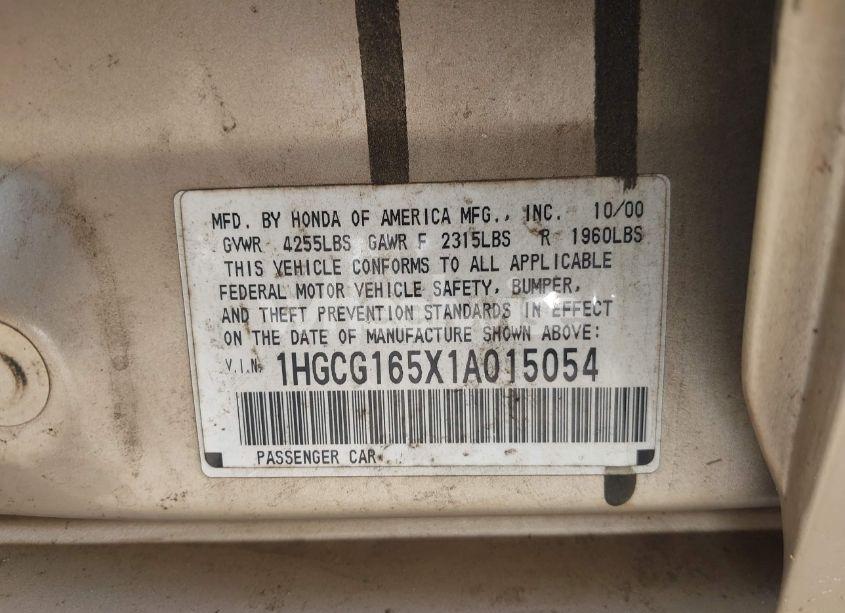 MFD. BY HONDA OF AMERICA MFG., INC. 10/00
GVWR 4255LBS GAWR F 2315LBS R 1960LBS
THIS VEHICLE CONFORMS TO ALL APPLICABLE
FEDERAL MOTOR VEHICLE SAFETY, BUMPER,
AND THEFT PREVENTION STANDARDS IN EFFECT
ON THE DATE OF MANUFACTURE SHOWN ABOVE:
V.I.N. 1HGCG165X1A015054
PASSENGER CAR